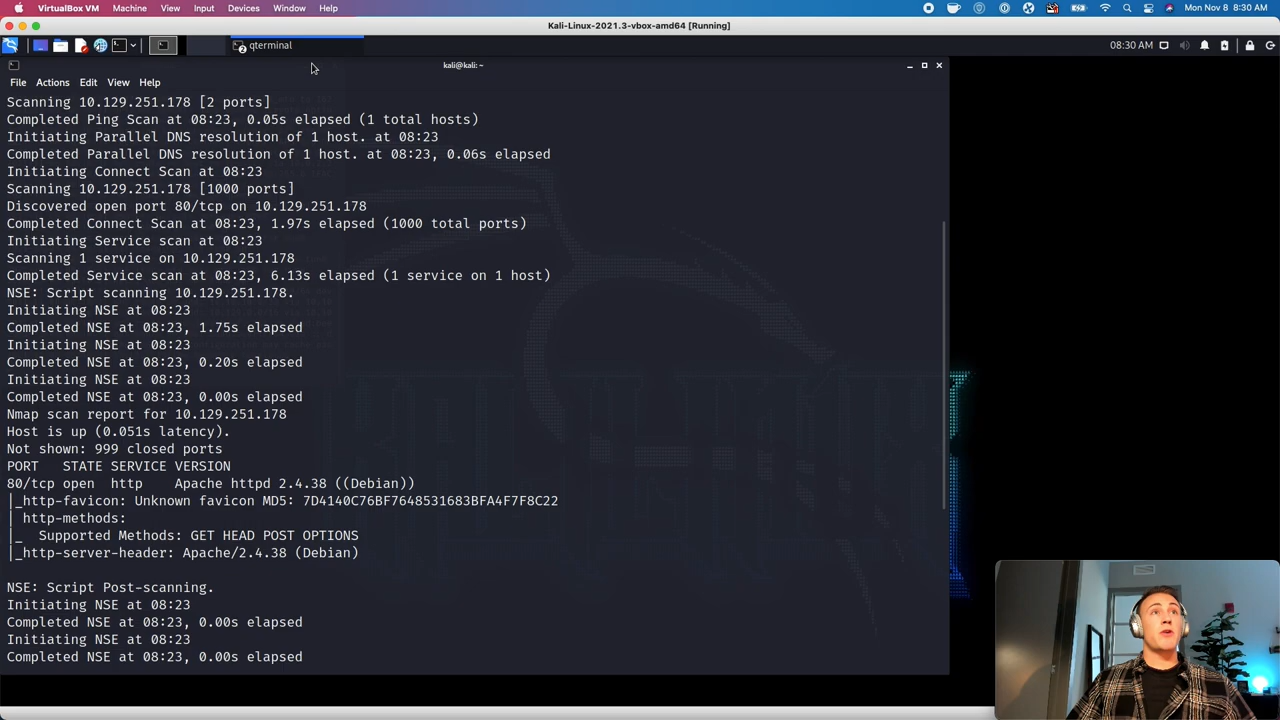 VirtualBox VM Machine View Input Devices Window Help
Mon Nov 8 8:30 AM
Kali-Linux-2021.3-vbox-amd64 [Running]
2 qterminal
08:30 AM
kali@kali: ~
File Actions Edit View Help
Scanning 10.129.251.178 [2 ports]
Completed Ping Scan at 08:23, 0.05s elapsed (1 total hosts)
Initiating Parallel DNS resolution of 1 host. at 08:23
Completed Parallel DNS resolution of 1 host. at 08:23, 0.06s elapsed
Initiating Connect Scan at 08:23
Scanning 10.129.251.178 [1000 ports]
Discovered open port 80/tcp on 10.129.251.178
Completed Connect Scan at 08:23, 1.97s elapsed (1000 total ports)
Initiating Service scan at 08:23
Scanning 1 service on 10.129.251.178
Completed Service scan at 08:23, 6.13s elapsed (1 service on 1 host)
NSE: Script scanning 10.129.251.178.
Initiating NSE at 08:23
Completed NSE at 08:23, 1.75s elapsed
Initiating NSE at 08:23
Completed NSE at 08:23, 0.20s elapsed
Initiating NSE at 08:23
Completed NSE at 08:23, 0.00s elapsed
Nmap scan report for 10.129.251.178
Host is up (0.051s latency).
Not shown: 999 closed ports
PORT   STATE SERVICE VERSION
80/tcp open  http    Apache httpd 2.4.38 ((Debian))
|_http-favicon: Unknown favicon MD5: 7D4140C76BF7648531683BFA4F7F8C22
| http-methods:
|_  Supported Methods: GET HEAD POST OPTIONS
|_http-server-header: Apache/2.4.38 (Debian)
NSE: Script Post-scanning.
Initiating NSE at 08:23
Completed NSE at 08:23, 0.00s elapsed
Initiating NSE at 08:23
Completed NSE at 08:23, 0.00s elapsed